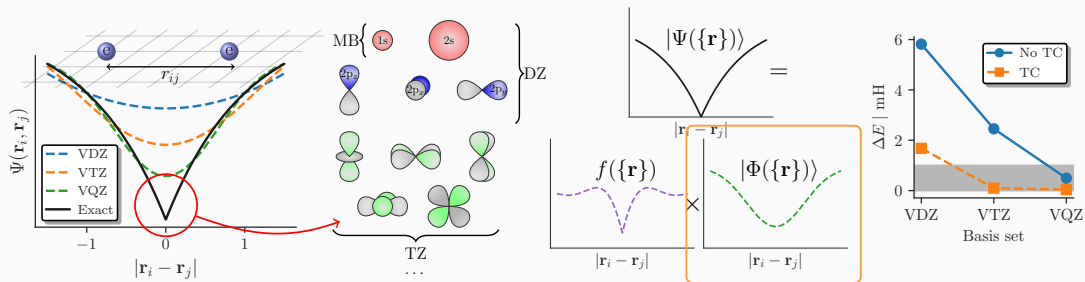 e
e
r_{ij}
Ψ(r_i, r_j)
VDZ
VTZ
VQZ
Exact
−1
0
1
|r_i − r_j|
MB
1s
2s
2p_z
2p_x
2p_y
DZ
TZ
...
|Ψ({r})⟩
=
|r_i − r_j|
f({r})
|r_i − r_j|
×
|Φ({r})⟩
|r_i − r_j|
ΔE | mH
6
4
2
0
No TC
TC
VDZ
VTZ
VQZ
Basis set